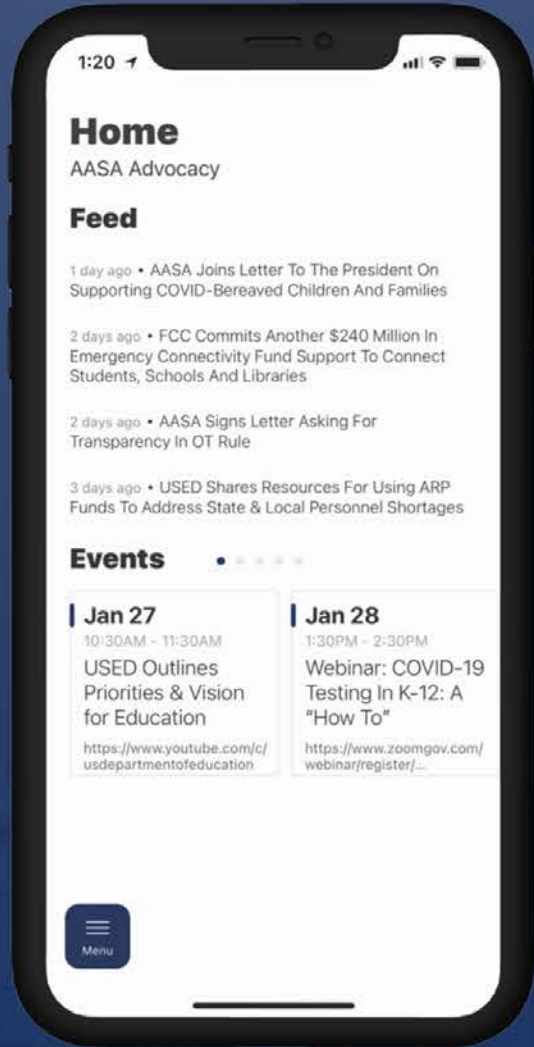 1:20
Home
AASA Advocacy
Feed
1 day ago • AASA Joins Letter To The President On
Supporting COVID-Bereaved Children And Families
2 days ago • FCC Commits Another $240 Million In
Emergency Connectivity Fund Support To Connect
Students, Schools And Libraries
2 days ago • AASA Signs Letter Asking For
Transparency In OT Rule
3 days ago • USED Shares Resources For Using ARP
Funds To Address State & Local Personnel Shortages
Events
Jan 27
10:30AM - 11:30AM
USED Outlines
Priorities & Vision
for Education
https://www.youtube.com/c/
usdepartmentofeducation
Jan 28
1:30PM - 2:30PM
Webinar: COVID-19
Testing In K-12: A
"How To"
https://www.zoomgov.com/
webinar/register/...
Menu